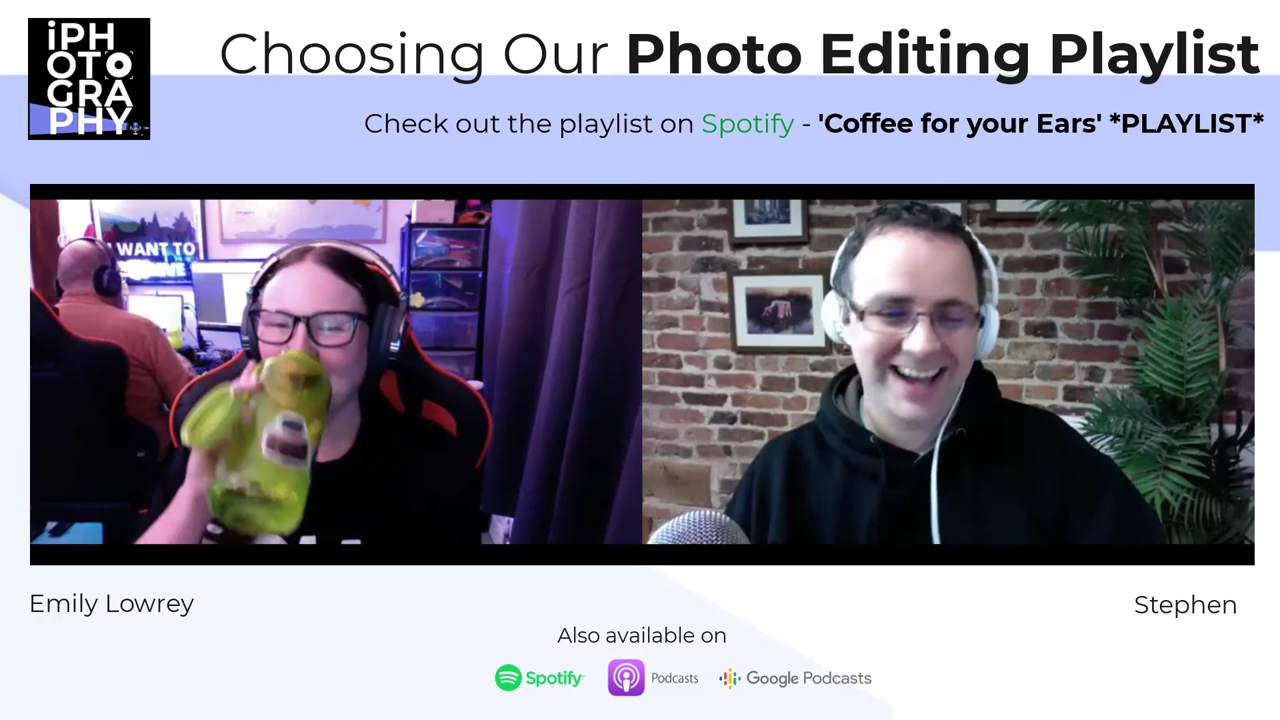 iPH
OTO
GRA
PHY
Choosing Our Photo Editing Playlist
Check out the playlist on Spotify - 'Coffee for your Ears' *PLAYLIST*
WANT TO
Emily Lowrey
Stephen
Also available on
Spotify
Podcasts
Google Podcasts